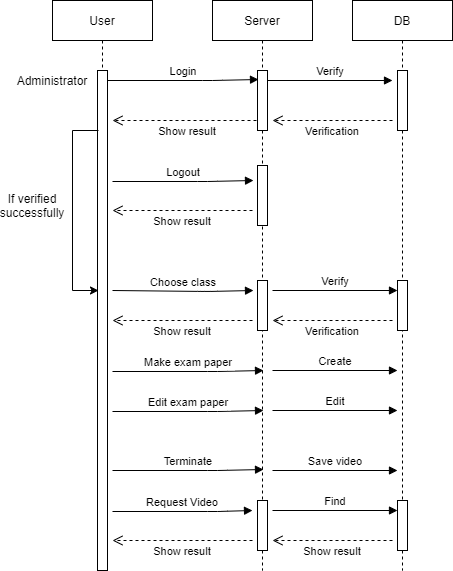 User
Server
DB
Administrator
Login
Verify
Show result
Verification
Logout
If verified
successfully
Show result
Choose class
Verify
Show result
Verification
Make exam paper
Create
Edit exam paper
Edit
Terminate
Save video
Request Video
Find
Show result
Show result